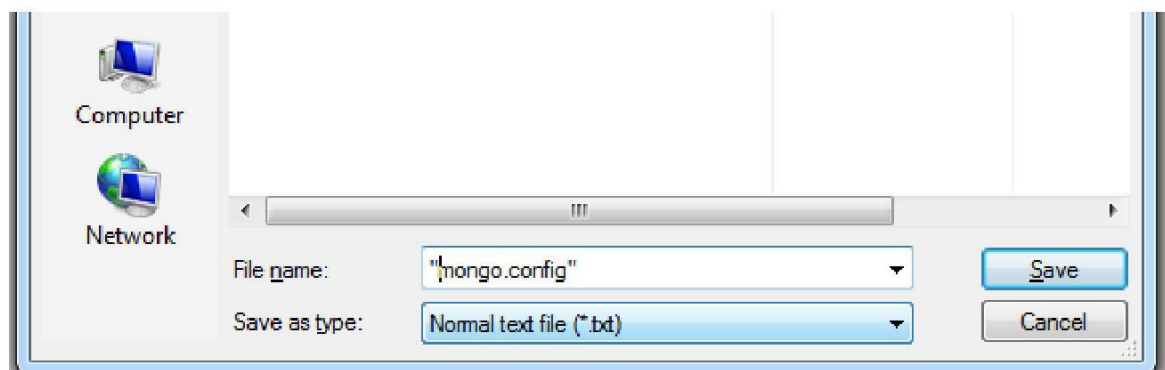 Computer
Network
File name: "mongo.config" Save
Save as type: Normal text file (*.txt) Cancel